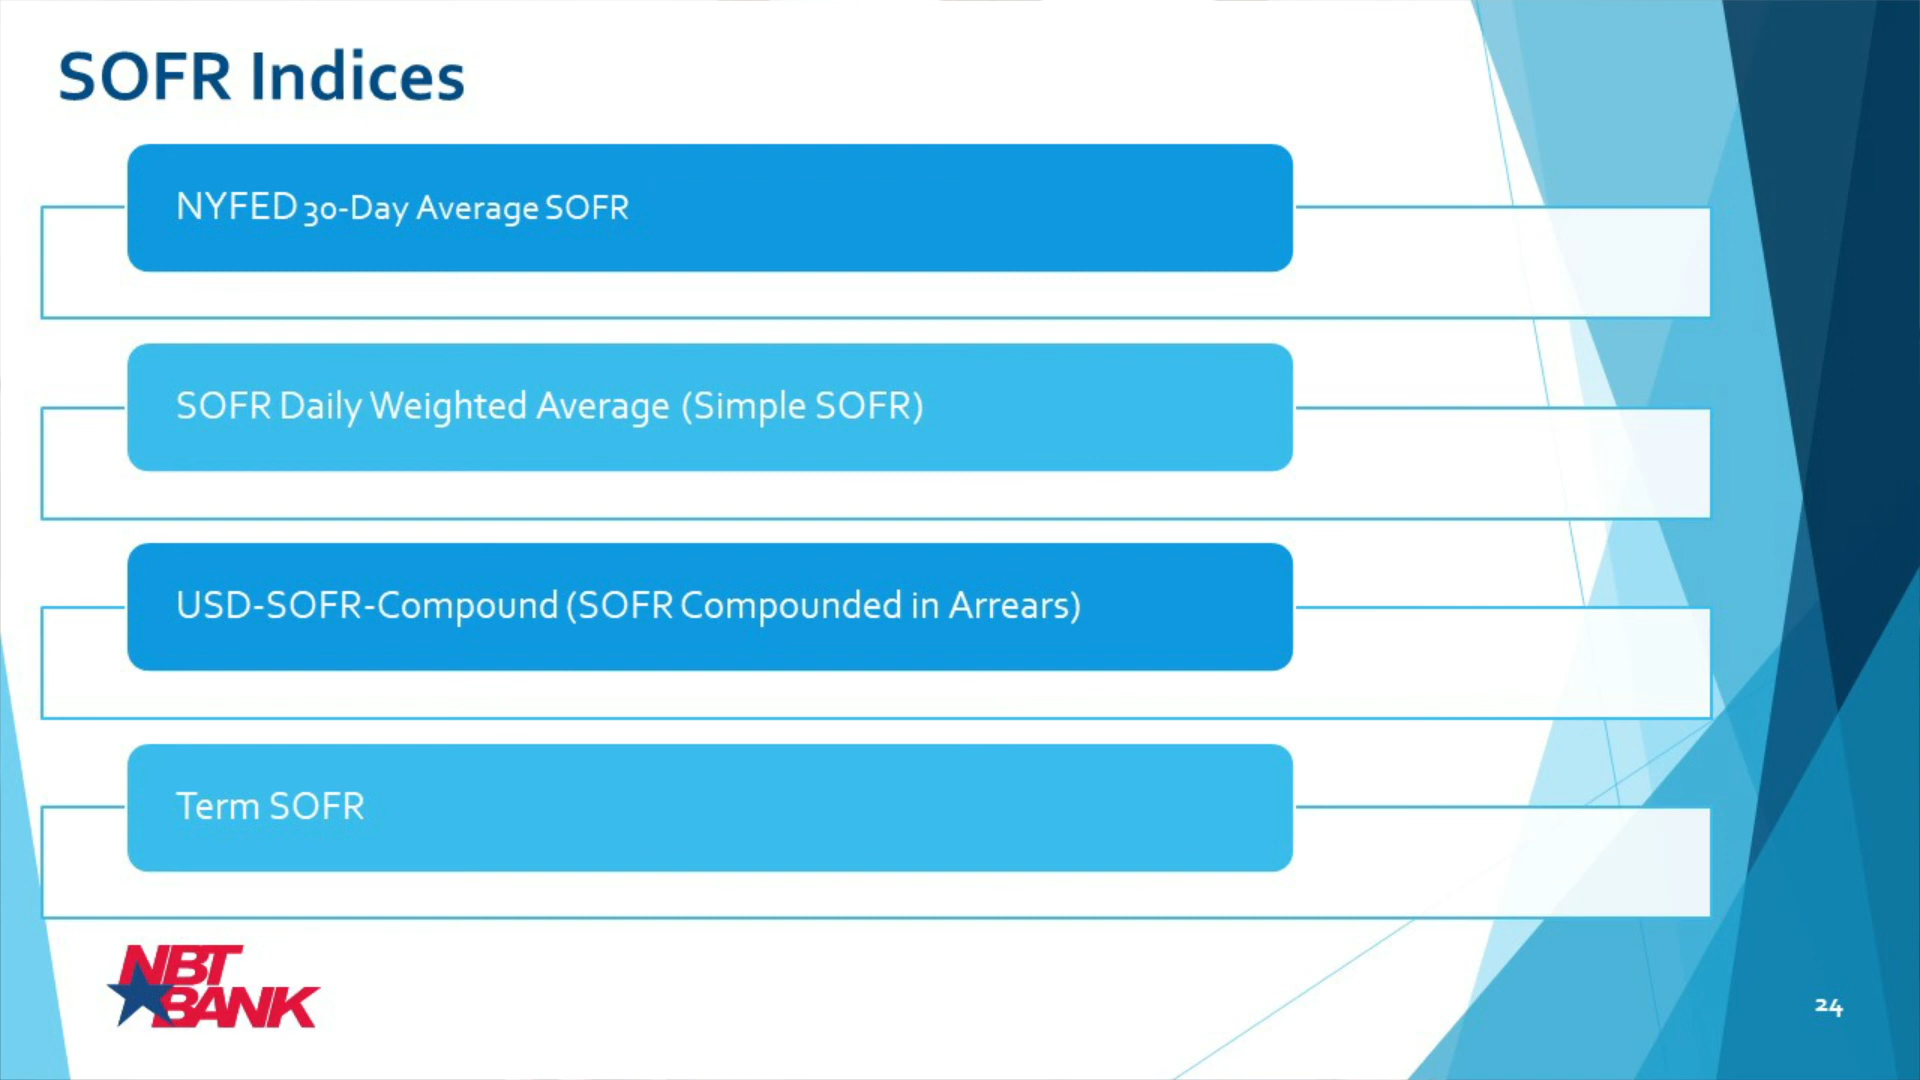 SOFR Indices
NYFED 30-Day Average SOFR
SOFR Daily Weighted Average (Simple SOFR)
USD-SOFR-Compound (SOFR Compounded in Arrears)
Term SOFR
NBT
BANK
24